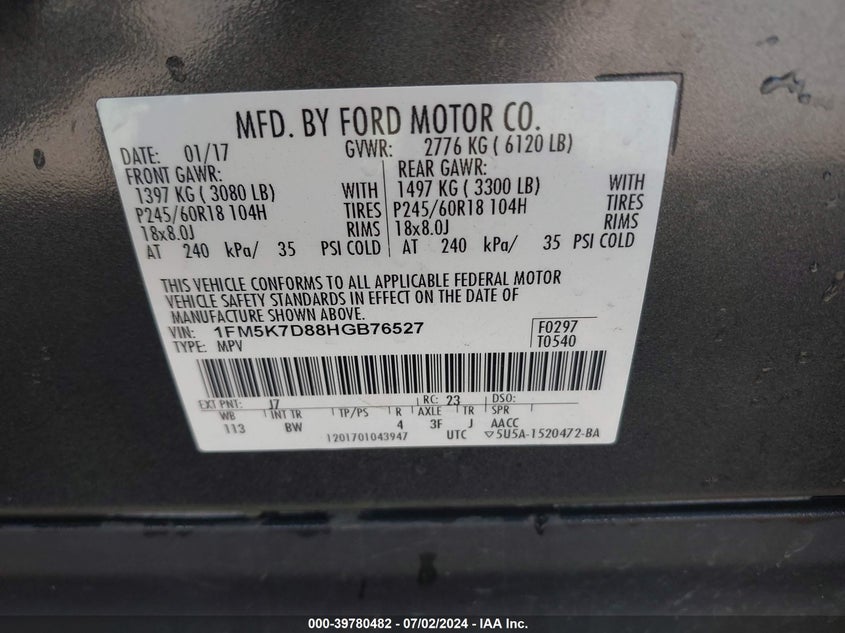 MFD. BY FORD MOTOR CO.
DATE: 01/17 GVWR: 2776 KG ( 6120 LB)
FRONT GAWR: REAR GAWR:
1397 KG ( 3080 LB) WITH 1497 KG ( 3300 LB) WITH
P245/60R18 104H TIRES P245/60R18 104H TIRES
18x8.0J RIMS 18x8.0J RIMS
AT 240 kPa/ 35 PSI COLD AT 240 kPa/ 35 PSI COLD
THIS VEHICLE CONFORMS TO ALL APPLICABLE FEDERAL MOTOR
VEHICLE SAFETY STANDARDS IN EFFECT ON THE DATE OF
MANUFACTURE SHOWN ABOVE.
VIN: 1FM5K7D88HGB76527 F0297
TYPE: MPV T0540
EXT PNT: J7 RC: 23 DSO:
WB INT TR TP/PS R AXLE TR SPR
113 BW 4 3F J AACC
1201701043947 UTC ▽5U5A-1520472-BA
000-39780482 - 07/02/2024 - IAA Inc.